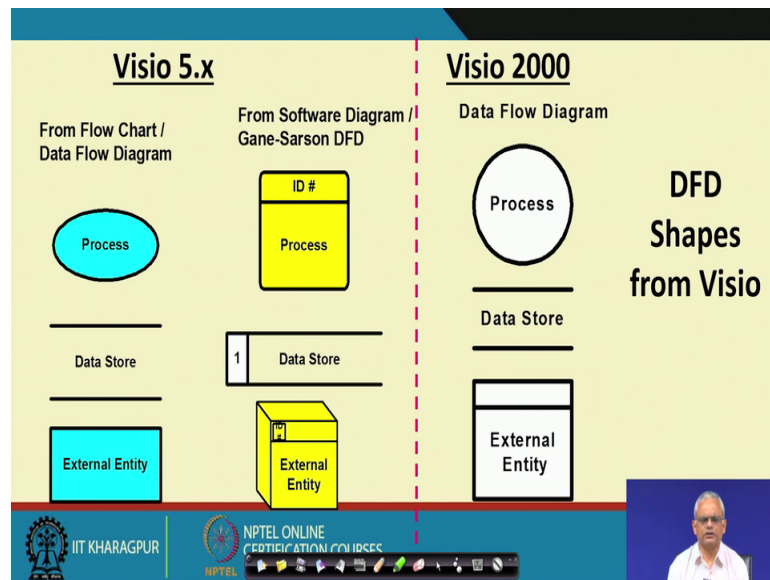 Visio 5.x
Visio 2000
From Flow Chart /
Data Flow Diagram
From Software Diagram /
Gane-Sarson DFD
Data Flow Diagram
Process
ID #
Process
Process
Data Store
1
Data Store
Data Store
External Entity
ID
#
External
Entity
External
Entity
DFD
Shapes
from Visio
IIT KHARAGPUR
NPTEL
NPTEL ONLINE
CERTIFICATION COURSES